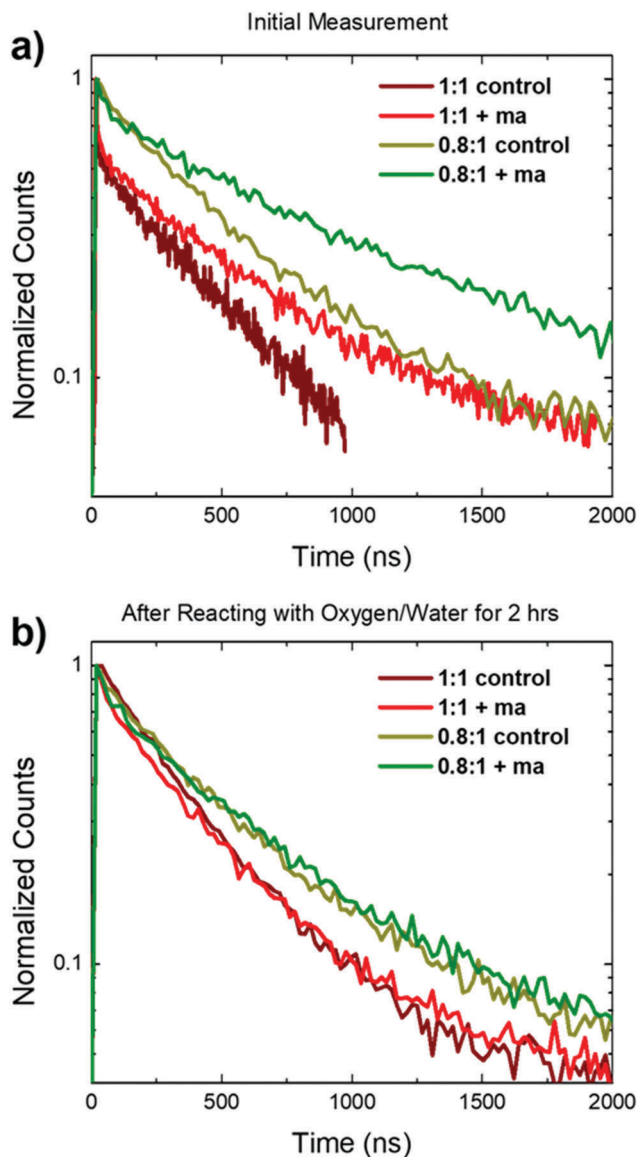 Initial Measurement
a)
1
0.1
Normalized Counts
1:1 control
1:1 + ma
0.8:1 control
0.8:1 + ma
0
500
1000
1500
2000
Time (ns)
After Reacting with Oxygen/Water for 2 hrs
b)
1
0.1
Normalized Counts
1:1 control
1:1 + ma
0.8:1 control
0.8:1 + ma
0
500
1000
1500
2000
Time (ns)